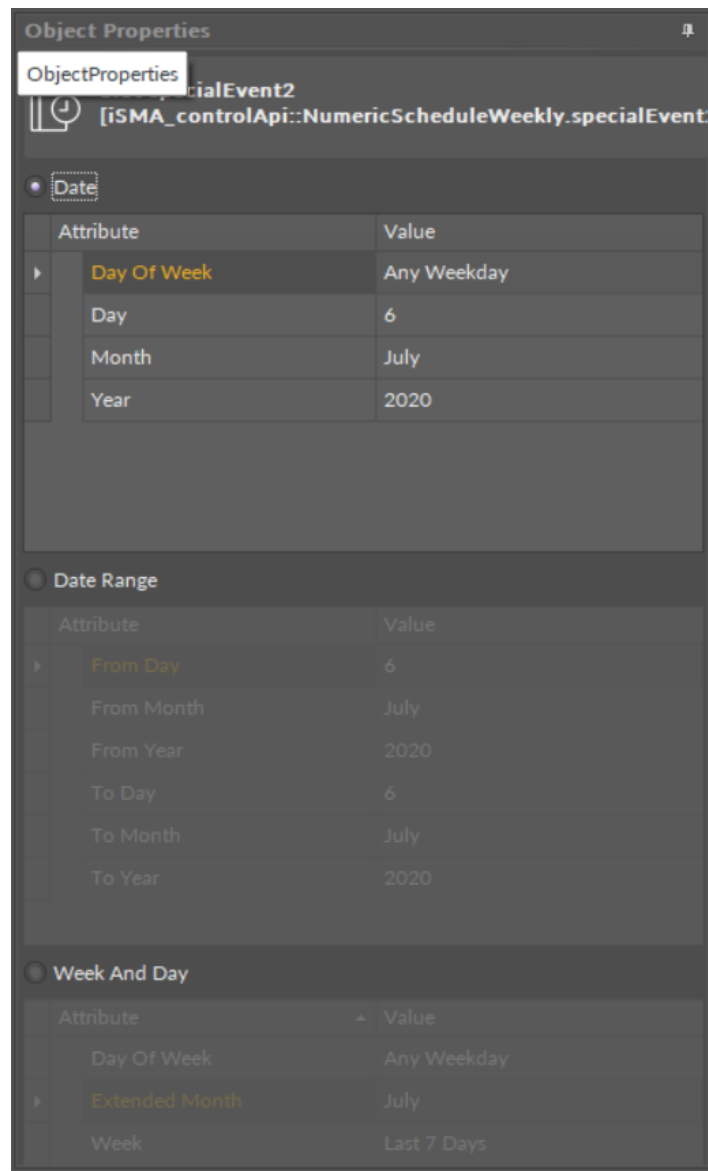 Object Properties
ObjectProperties
cialEvent2
[iSMA_controlApi::NumericScheduleWeekly.specialEvent
Date
Attribute Value
Day Of Week Any Weekday
Day 6
Month July
Year 2020
Date Range
Attribute Value
From Day 6
From Month July
From Year 2020
To Day 6
To Month July
To Year 2020
Week And Day
Attribute Value
Day Of Week Any Weekday
Extended Month July
Week Last 7 Days